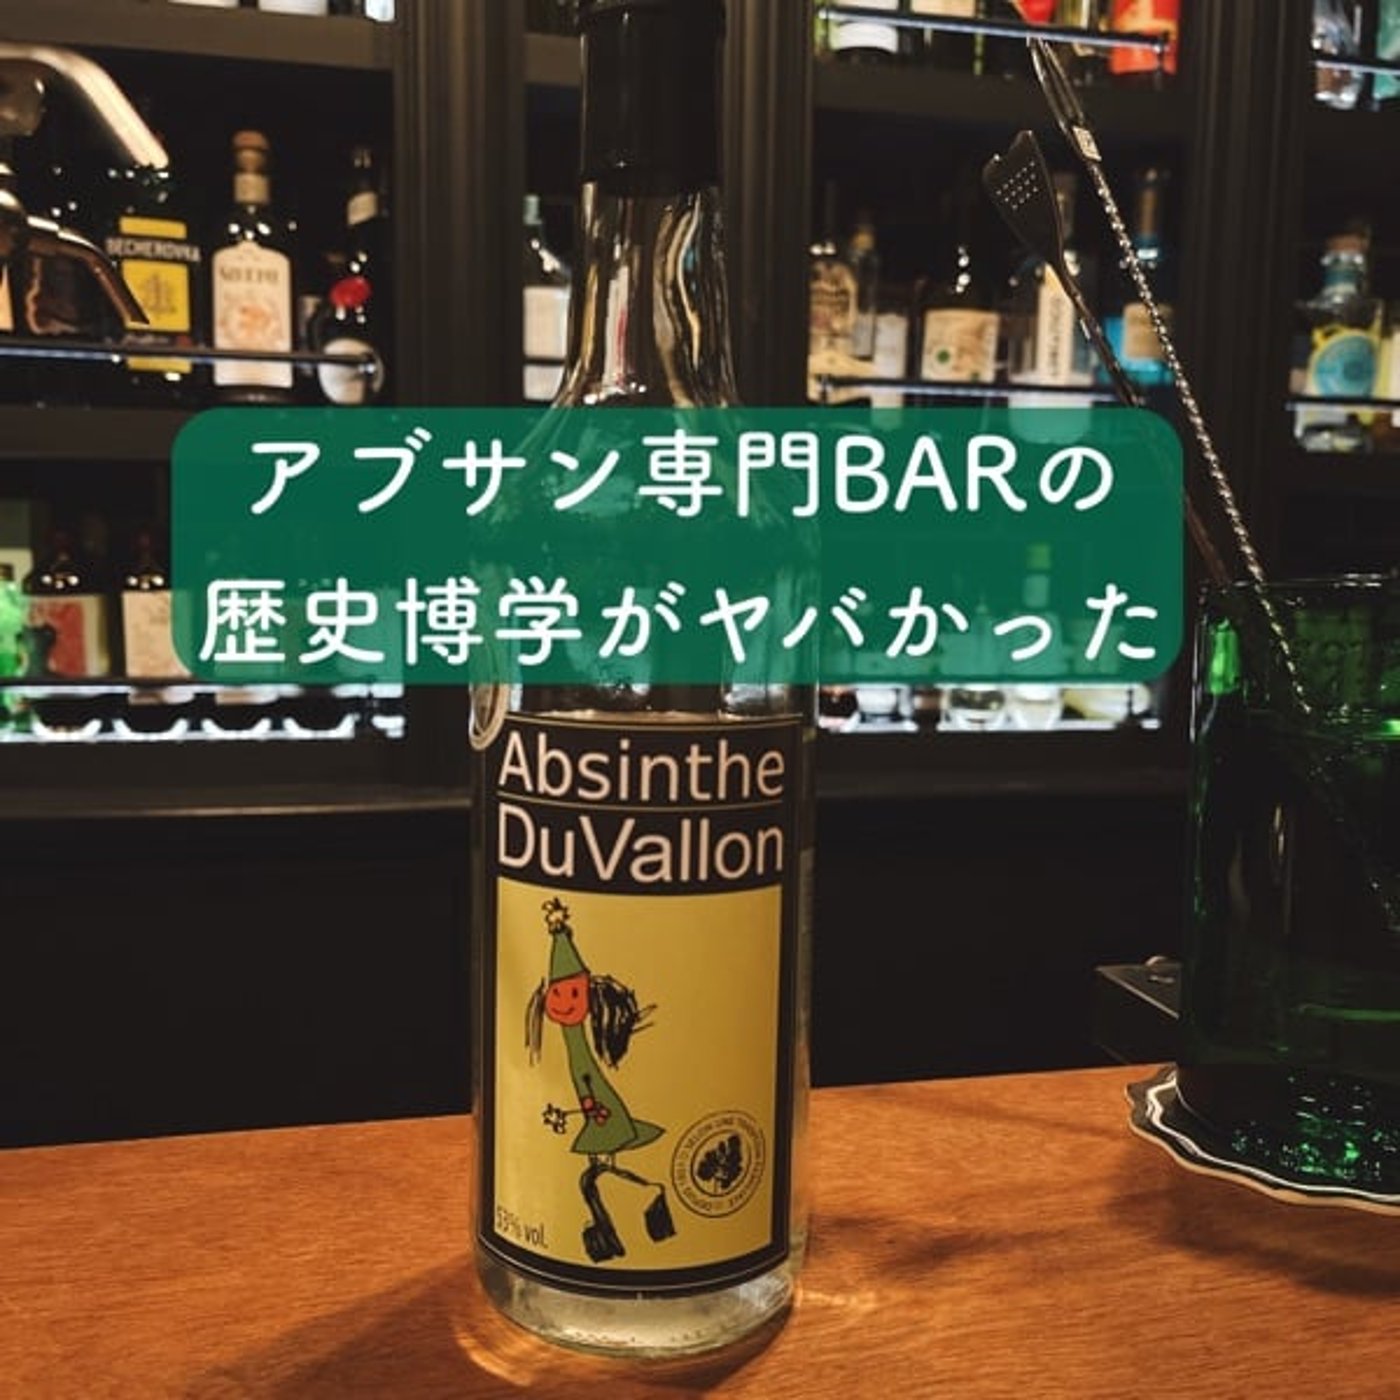 BECHEROVKA
アブサン専門BARの
歴史博学がヤバかった
Absinthe
DuVallon
53% vol.